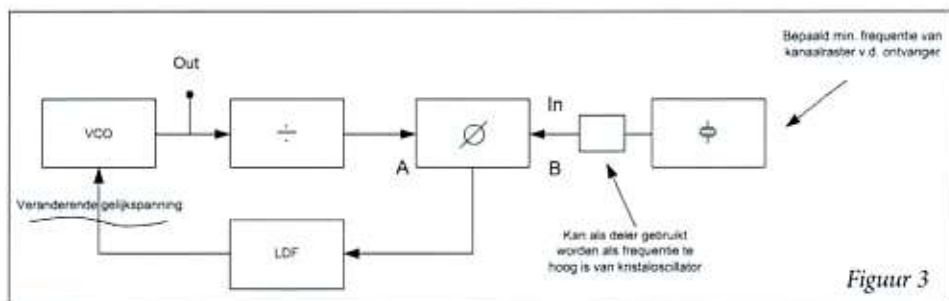 Bepaald min. frequentie van
kanaalraster v.d. ontvanger
Out
In
VCO
÷
Ø
A
B
Veranderende gelijkspanning
LDF
Kan als deler gebruikt
worden als frequentie te
hoog is van kristaloscillator
Figuur 3